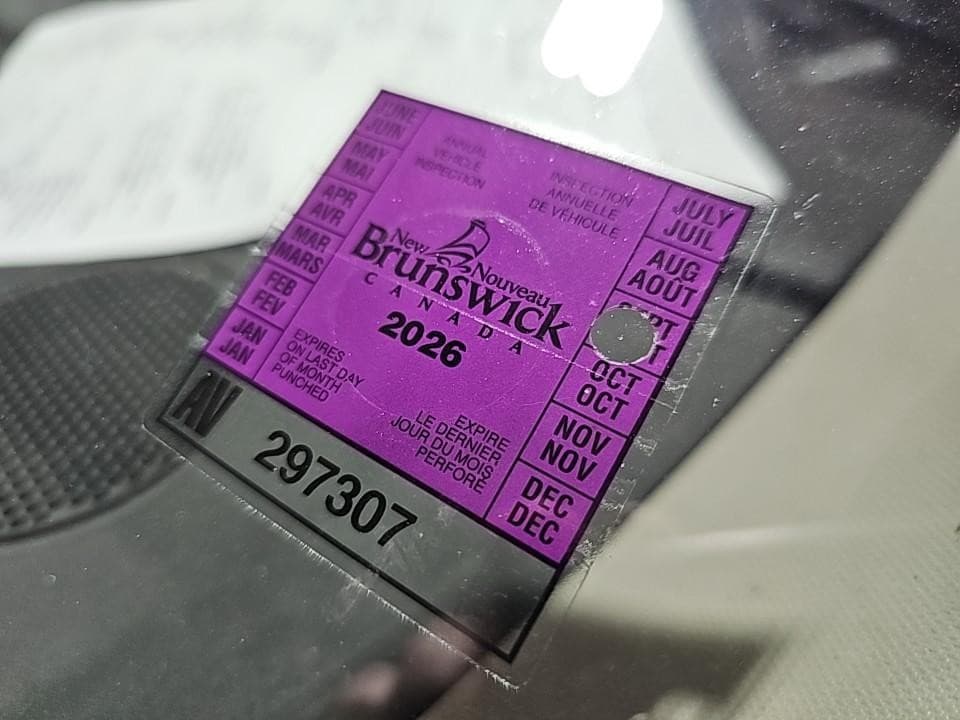 JUNE
JUIN
MAY
MAI
APR
AVR
MAR
MARS
FEB
FEV
JAN
JAN
ANNUAL
VEHICLE
INSPECTION
INSPECTION
ANNUELLE
DE VÉHICULE
New Nouveau
Brunswick
CANADA
2026
EXPIRES
ON LAST DAY
OF MONTH
PUNCHED
EXPIRE
LE DERNIER
JOUR DU MOIS
PERFORÉ
JULY
JUIL
AUG
AOÛT
OCT
OCT
NOV
NOV
DEC
DEC
AV
297307